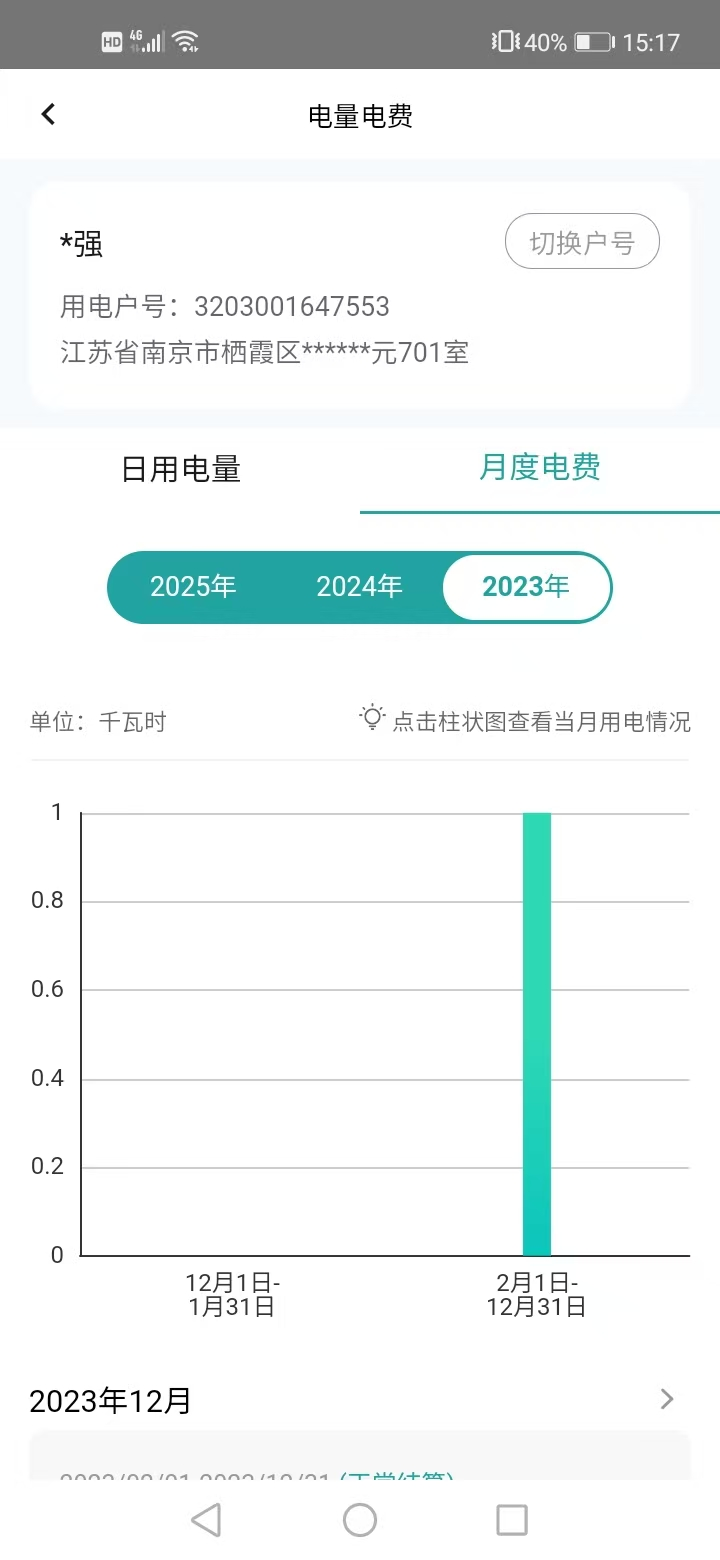 HD 4G 40% 15:17
电量电费
*强 切换户号
用电户号：3203001647553
江苏省南京市栖霞区******元701室
日用电量 月度电费
2025年 2024年 2023年
单位：千瓦时 点击柱状图查看当月用电情况
1
0.8
0.6
0.4
0.2
0
12月1日- 2月1日-
1月31日 12月31日
2023年12月